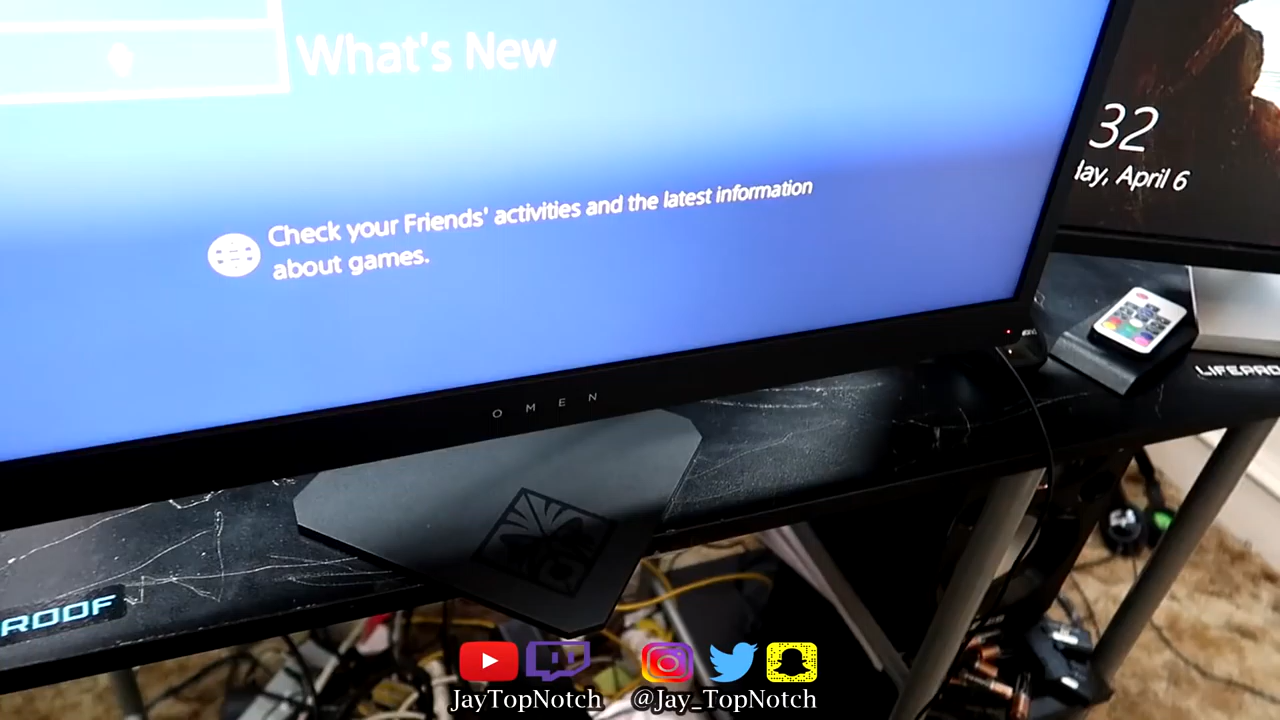 What's New
32
day, April 6
Check your Friends' activities and the latest information
about games.
OMEN
LIFEPRO
ROOF
JayTopNotch
@Jay_TopNotch